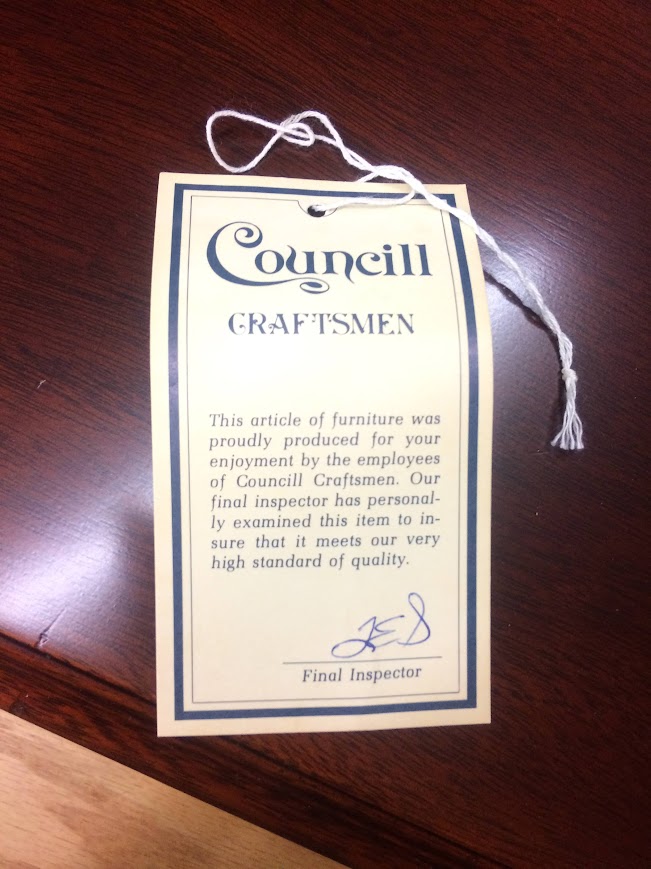 Councill
CRAFTSMEN
This article of furniture was
proudly produced for your
enjoyment by the employees
of Councill Craftsmen. Our
final inspector has personal-
ly examined this item to in-
sure that it meets our very
high standard of quality.
Final Inspector